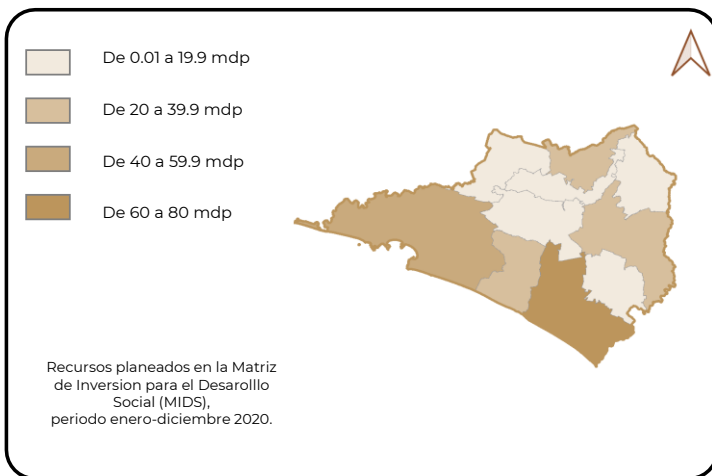 De 0.01 a 19.9 mdp
De 20 a 39.9 mdp
De 40 a 59.9 mdp
De 60 a 80 mdp
Recursos planeados en la Matriz
de Inversion para el Desarolllo
Social (MIDS),
periodo enero-diciembre 2020.